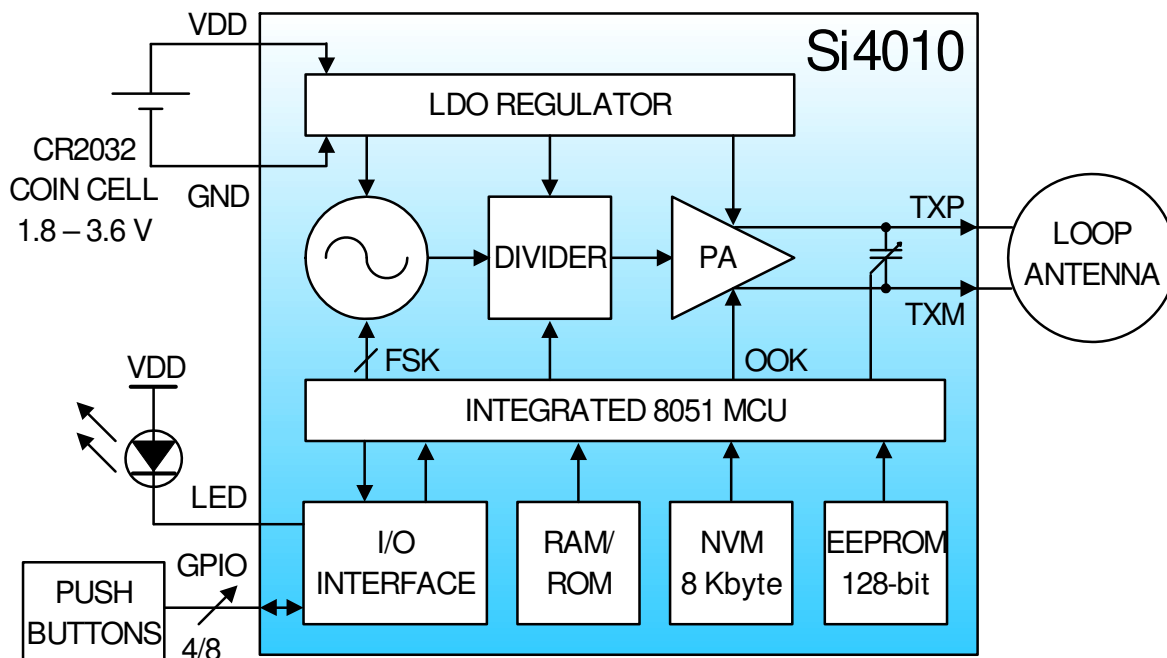 VDD
Si4010
LDO REGULATOR
CR2032
COIN CELL
1.8 – 3.6 V
GND
DIVIDER
PA
TXP
TXM
LOOP
ANTENNA
FSK
OOK
VDD
INTEGRATED 8051 MCU
LED
I/O
INTERFACE
RAM/
ROM
NVM
8 Kbyte
EEPROM
128-bit
GPIO
4/8
PUSH
BUTTONS